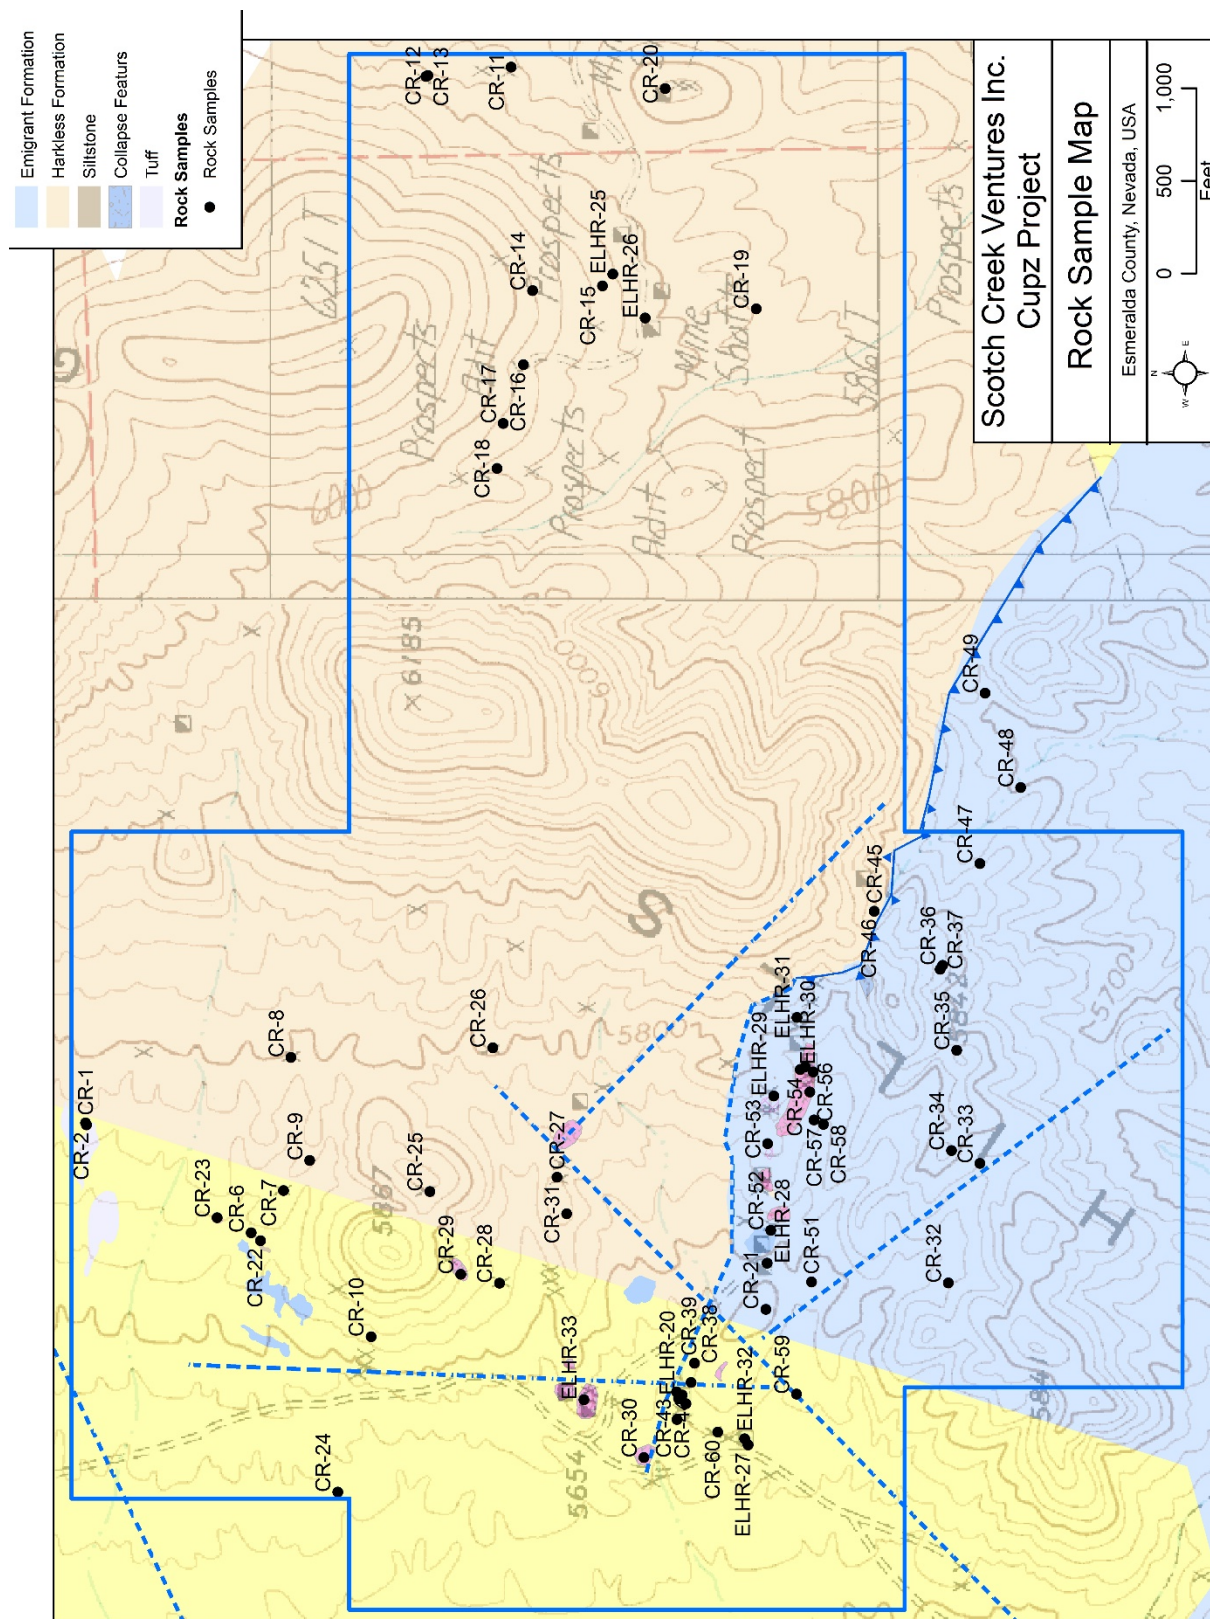 Emigrant Formation
Harkless Formation
Siltstone
Collapse Featurs
Tuff
Rock Samples
Rock Samples
Scotch Creek Ventures Inc.
Cupz Project
Rock Sample Map
Esmeralda County, Nevada, USA
N
W
E
S
0
500
1,000
Feet
CR-12
CR-13
CR-11
CR-20
6251 T
Prospects
Adit
CR-14
Prospects
ELHR-25
CR-15
ELHR-26
CR-17
CR-16
CR-18
Prospects
Adit
Mine
Shafts
CR-19
Prospect
5861 T
Prospects
6000
6185
6000
S
CR-2
CR-1
CR-8
CR-9
CR-23
CR-6
CR-7
CR-22
CR-10
CR-24
CR-25
CR-26
5867
5800
CR-29
CR-28
CR-27
CR-31
ELHR-33
5654
CR-30
CR-43
ELHR-20
CR-39
CR-38
CR-60
ELHR-32
ELHR-27
CR-59
CR-21
ELHR-28
CR-52
CR-53
ELHR-29
ELHR-31
ELHR-30
CR-54
CR-56
CR-57
CR-58
CR-51
CR-46
CR-45
CR-47
CR-36
CR-37
CR-35
CR-34
CR-33
CR-32
CR-48
CR-49
5700
5841
H